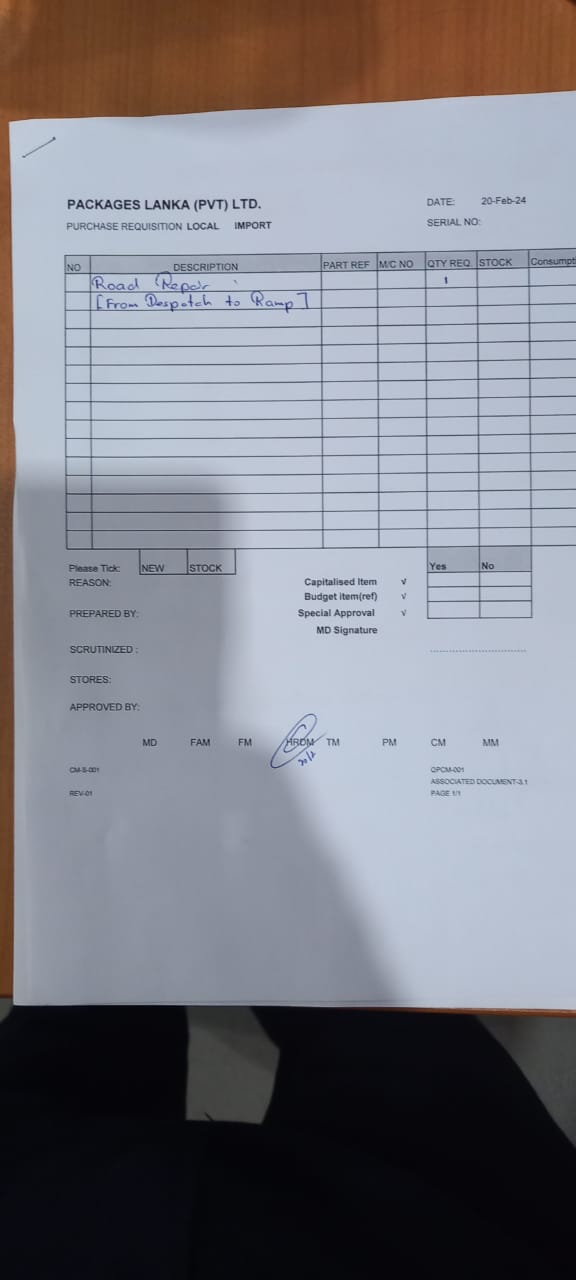 PACKAGES LANKA (PVT) LTD.
DATE: 20-Feb-24
PURCHASE REQUISITION LOCAL IMPORT
SERIAL NO:
NO DESCRIPTION PART REF M/C NO QTY REQ. STOCK Consumpti
Road Repair 1
[From Despatch to Ramp]
Please Tick: NEW STOCK
Yes No
REASON:
Capitalised Item √
Budget item(ref) √
PREPARED BY:
Special Approval √
MD Signature
SCRUTINIZED :
STORES:
APPROVED BY:
MD FAM FM HRDM TM PM CM MM
20/2
CM-S-001
QPCM-001
ASSOCIATED DOCUMENT-3.1
REV-01
PAGE 1/1